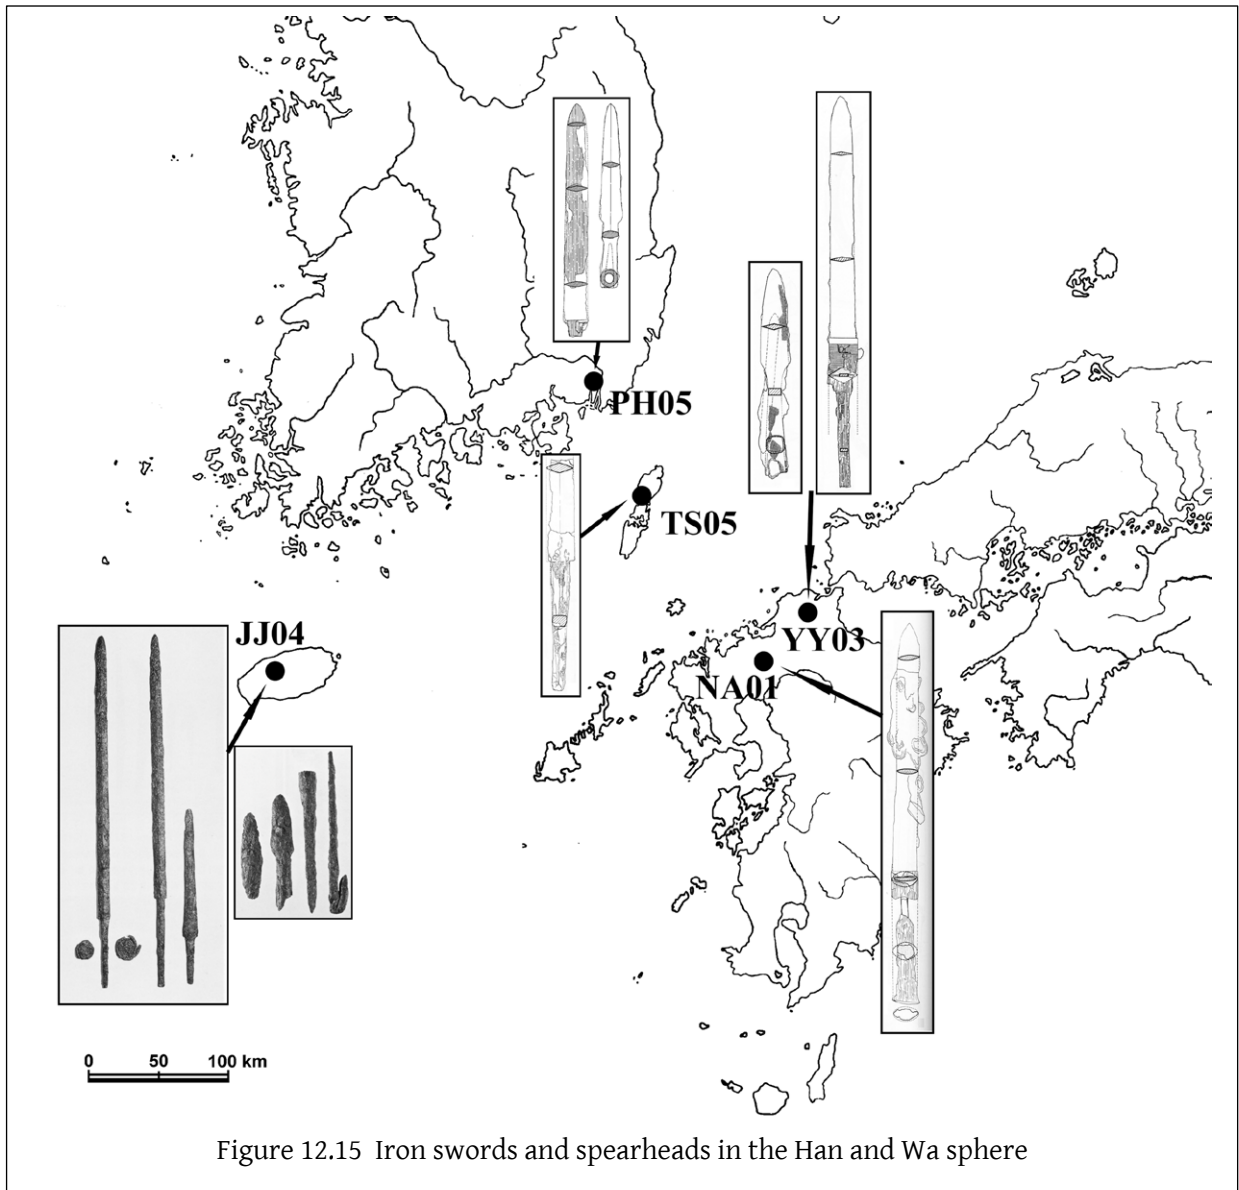 PH05
TS05
YY03
JJ04
NA01
0 50 100 km
Figure 12.15 Iron swords and spearheads in the Han and Wa sphere